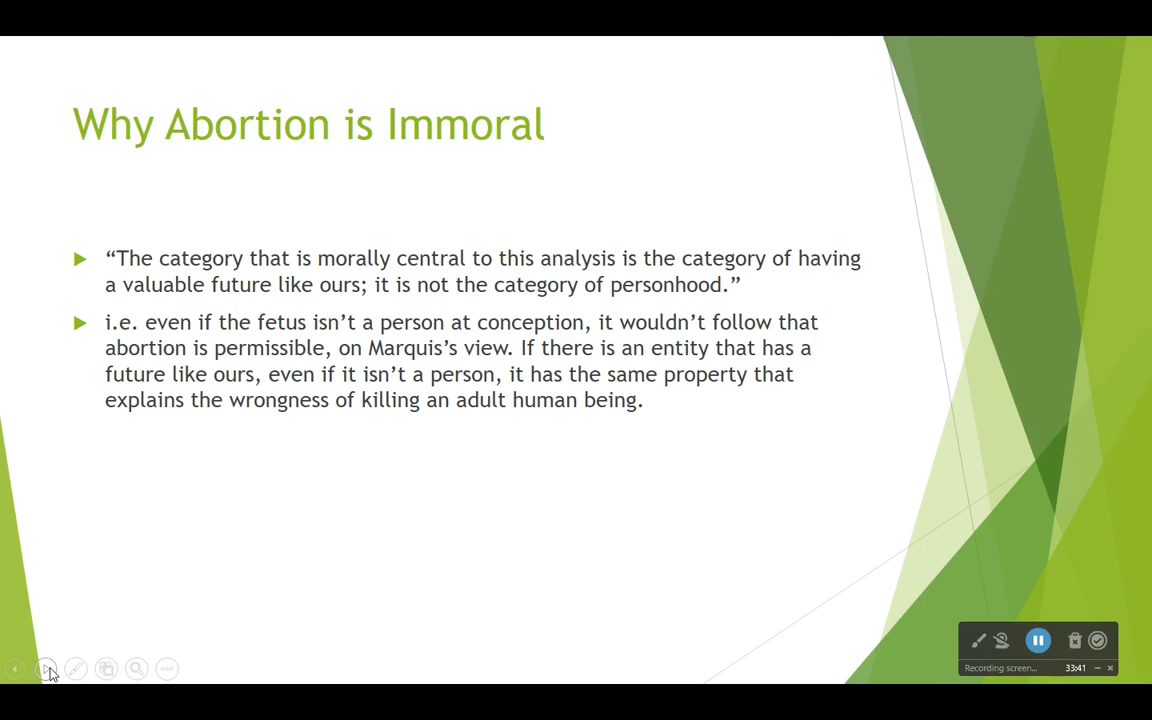 Why Abortion is Immoral
“The category that is morally central to this analysis is the category of having
a valuable future like ours; it is not the category of personhood.”
i.e. even if the fetus isn’t a person at conception, it wouldn’t follow that
abortion is permissible, on Marquis’s view. If there is an entity that has a
future like ours, even if it isn’t a person, it has the same property that
explains the wrongness of killing an adult human being.
Recording screen... 33:41